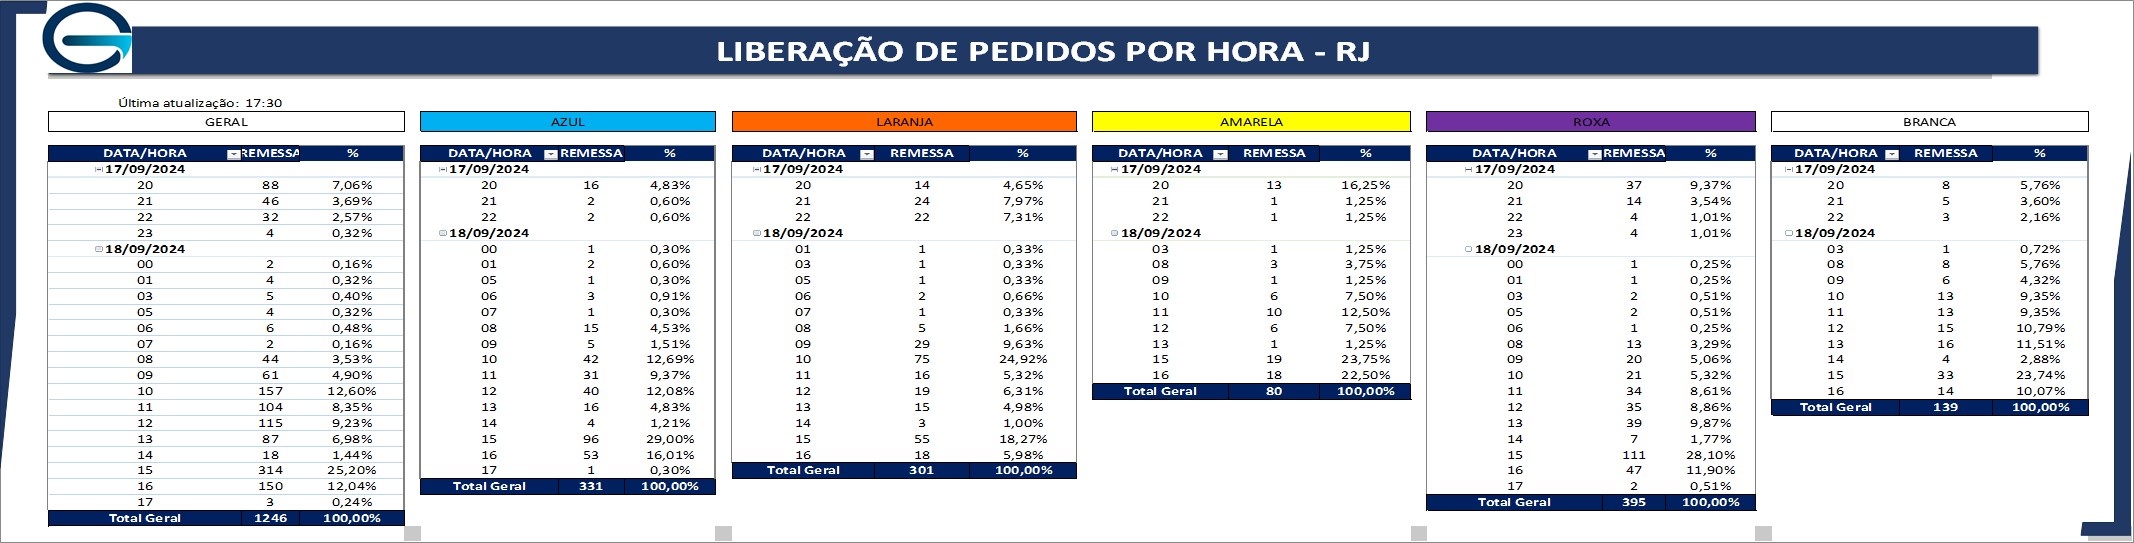 LIBERAÇÃO DE PEDIDOS POR HORA - RJ
Última atualização: 17:30
GERAL
DATA/HORA REMESSA %
17/09/2024
20 88 7,06%
21 46 3,69%
22 32 2,57%
23 4 0,32%
18/09/2024
00 2 0,16%
01 4 0,32%
03 5 0,40%
05 4 0,32%
06 6 0,48%
07 2 0,16%
08 44 3,53%
09 61 4,90%
10 157 12,60%
11 104 8,35%
12 115 9,23%
13 87 6,98%
14 18 1,44%
15 314 25,20%
16 150 12,04%
17 3 0,24%
Total Geral 1246 100,00%
AZUL
DATA/HORA REMESSA %
17/09/2024
20 16 4,83%
21 2 0,60%
22 2 0,60%
18/09/2024
00 1 0,30%
01 2 0,60%
05 1 0,30%
06 3 0,91%
07 1 0,30%
08 15 4,53%
09 5 1,51%
10 42 12,69%
11 31 9,37%
12 40 12,08%
13 16 4,83%
14 4 1,21%
15 96 29,00%
16 53 16,01%
17 1 0,30%
Total Geral 331 100,00%
LARANJA
DATA/HORA REMESSA %
17/09/2024
20 14 4,65%
21 24 7,97%
22 22 7,31%
18/09/2024
01 1 0,33%
03 1 0,33%
05 1 0,33%
06 2 0,66%
07 1 0,33%
08 5 1,66%
09 29 9,63%
10 75 24,92%
11 16 5,32%
12 19 6,31%
13 15 4,98%
14 3 1,00%
15 55 18,27%
16 18 5,98%
Total Geral 301 100,00%
AMARELA
DATA/HORA REMESSA %
17/09/2024
20 13 16,25%
21 1 1,25%
22 1 1,25%
18/09/2024
03 1 1,25%
08 3 3,75%
09 1 1,25%
10 6 7,50%
11 10 12,50%
12 6 7,50%
13 1 1,25%
15 19 23,75%
16 18 22,50%
Total Geral 80 100,00%
ROXA
DATA/HORA REMESSA %
17/09/2024
20 37 9,37%
21 14 3,54%
22 4 1,01%
23 4 1,01%
18/09/2024
00 1 0,25%
01 1 0,25%
03 2 0,51%
05 2 0,51%
06 1 0,25%
08 13 3,29%
09 20 5,06%
10 21 5,32%
11 34 8,61%
12 35 8,86%
13 39 9,87%
14 7 1,77%
15 111 28,10%
16 47 11,90%
17 2 0,51%
Total Geral 395 100,00%
BRANCA
DATA/HORA REMESSA %
17/09/2024
20 8 5,76%
21 5 3,60%
22 3 2,16%
18/09/2024
03 1 0,72%
08 8 5,76%
09 6 4,32%
10 13 9,35%
11 13 9,35%
12 15 10,79%
13 16 11,51%
14 4 2,88%
15 33 23,74%
16 14 10,07%
Total Geral 139 100,00%